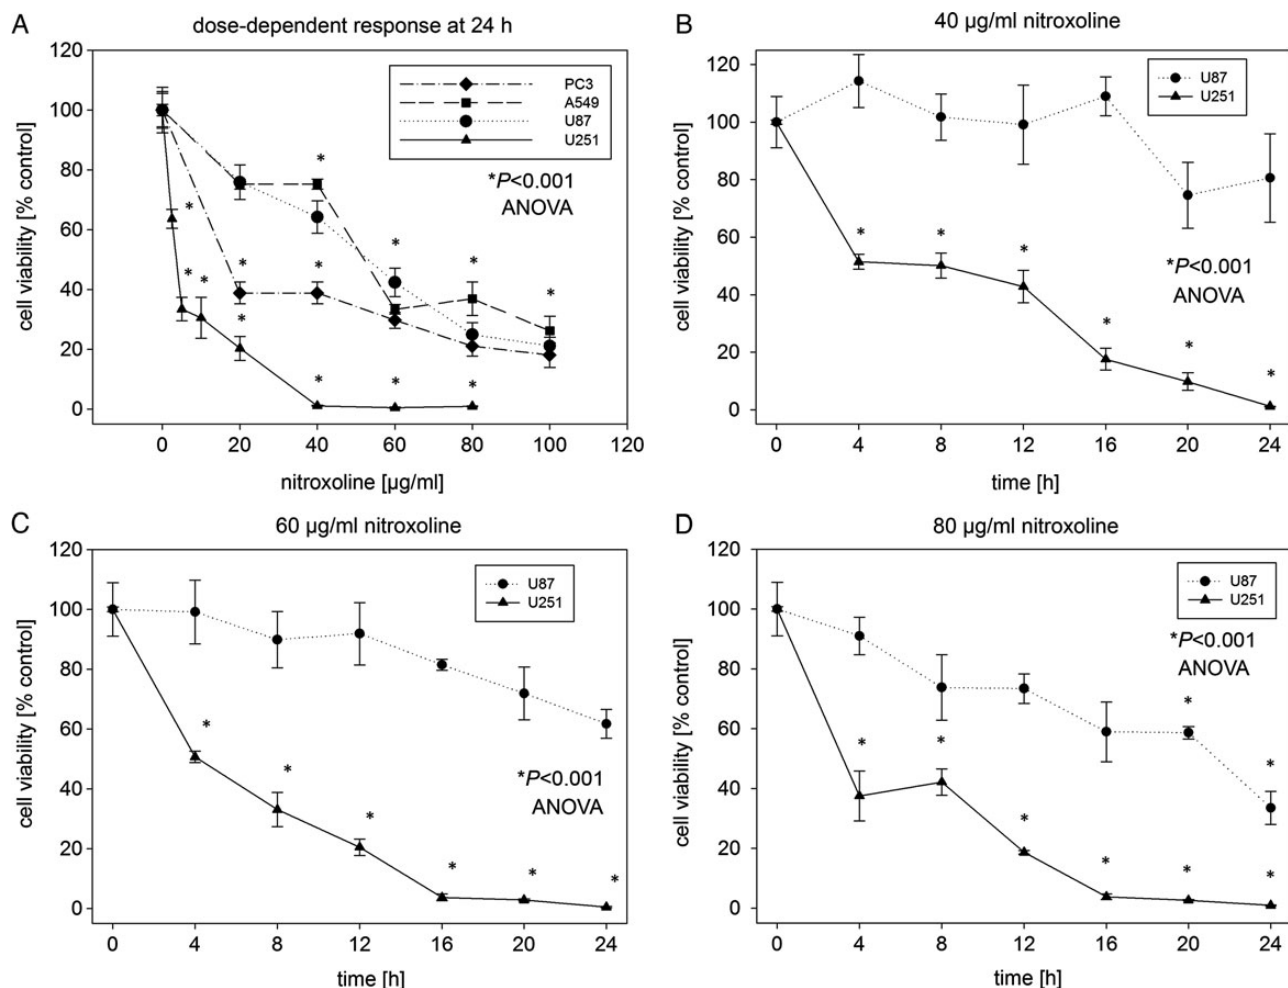 A
dose-dependent response at 24 h
120
100
80
60
40
20
0
cell viability [% control]
PC3
A549
U87
U251
*P<0.001
ANOVA
* * * * * * * * * * * * *
0 20 40 60 80 100 120
nitroxoline [µg/ml]
B
40 µg/ml nitroxoline
120
100
80
60
40
20
0
cell viability [% control]
U87
U251
*P<0.001
ANOVA
* * * * * *
0 4 8 12 16 20 24
time [h]
C
60 µg/ml nitroxoline
120
100
80
60
40
20
0
cell viability [% control]
U87
U251
*P<0.001
ANOVA
* * * * * *
0 4 8 12 16 20 24
time [h]
D
80 µg/ml nitroxoline
120
100
80
60
40
20
0
cell viability [% control]
U87
U251
*P<0.001
ANOVA
* * * * * * * *
0 4 8 12 16 20 24
time [h]